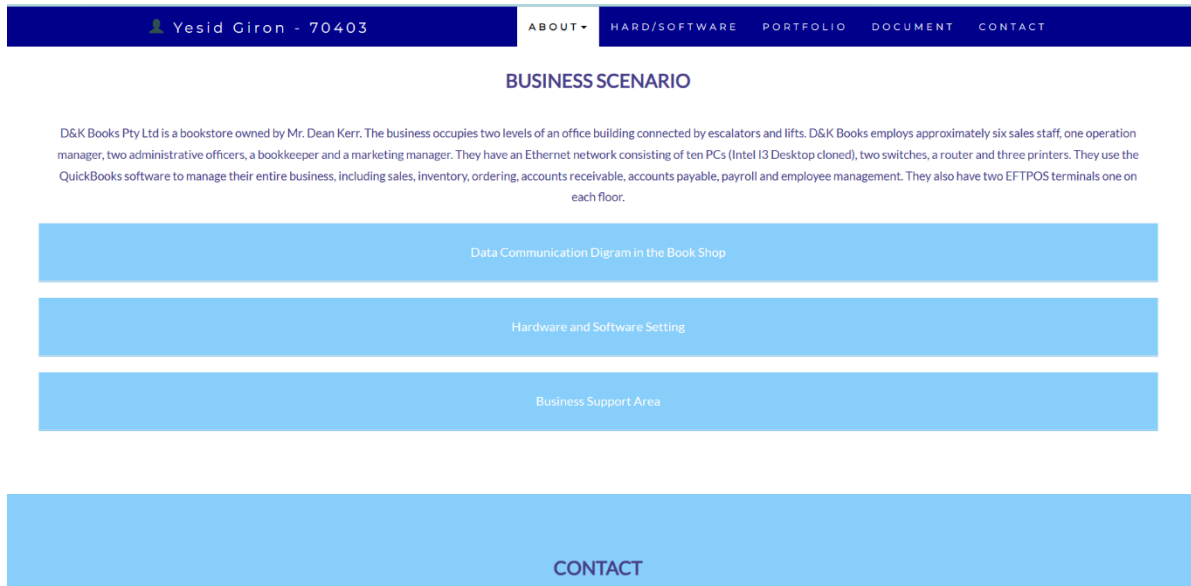 Yesid Giron - 70403
ABOUT HARD/SOFTWARE PORTFOLIO DOCUMENT CONTACT
BUSINESS SCENARIO
D&K Books Pty Ltd is a bookstore owned by Mr. Dean Kerr. The business occupies two levels of an office building connected by escalators and lifts. D&K Books employs approximately six sales staff, one operation
manager, two administrative officers, a bookkeeper and a marketing manager. They have an Ethernet network consisting of ten PCs (Intel I3 Desktop cloned), two switches, a router and three printers. They use the
QuickBooks software to manage their entire business, including sales, inventory, ordering, accounts receivable, accounts payable, payroll and employee management. They also have two EFTPOS terminals one on
each floor.
Data Communication Digram in the Book Shop
Hardware and Software Setting
Business Support Area
CONTACT